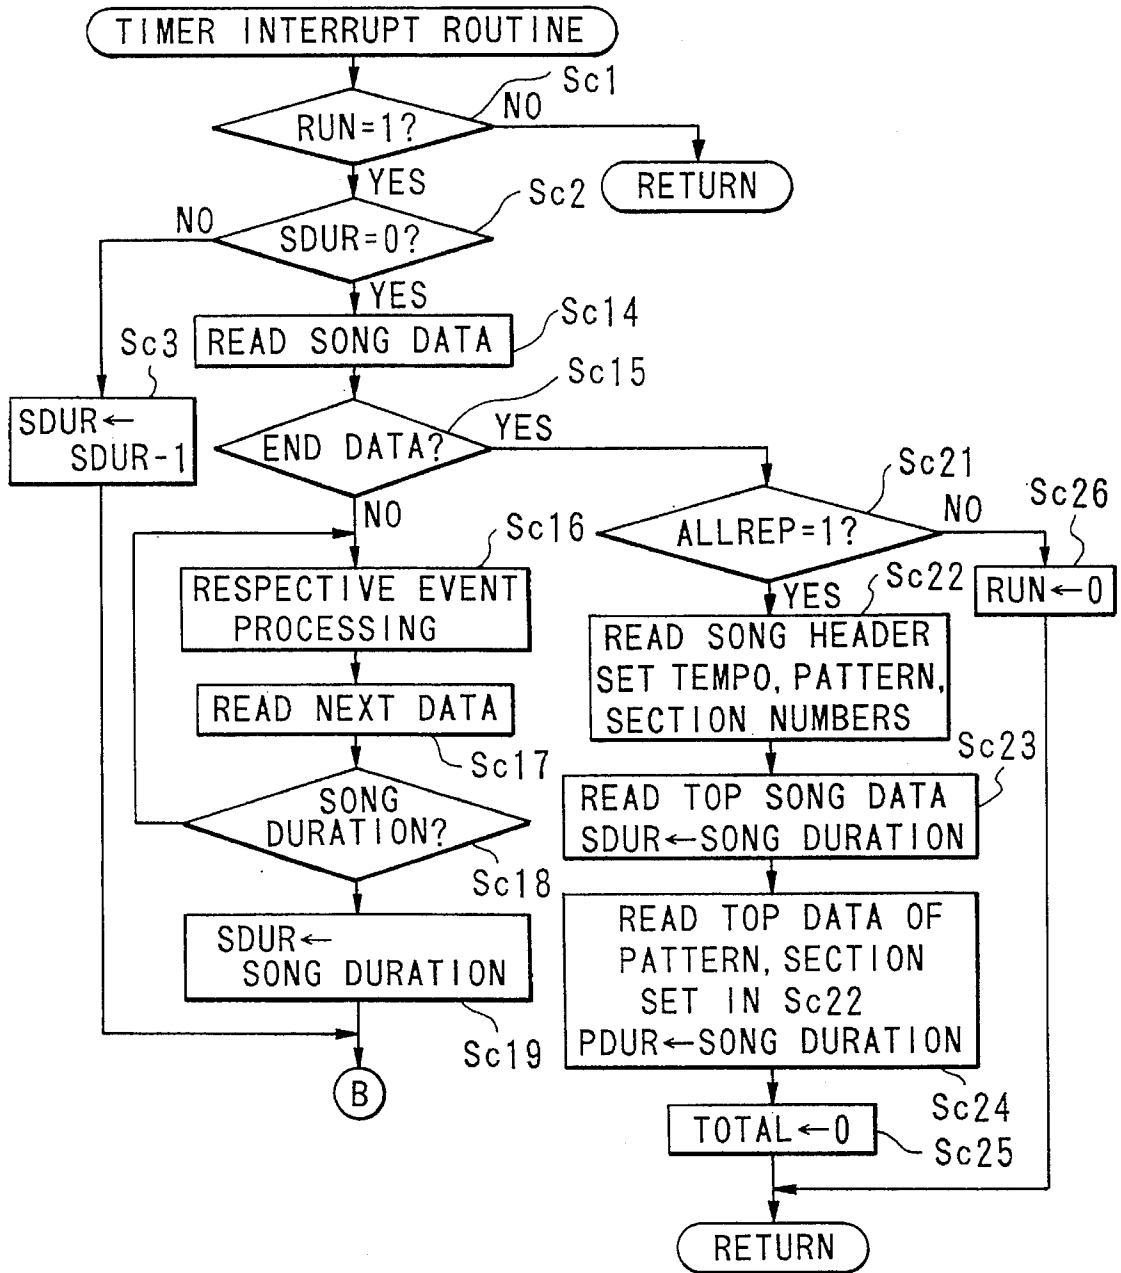 TIMER INTERRUPT ROUTINE
Sc1
RUN=1?
NO
RETURN
YES
Sc2
NO
SDUR=0?
YES
Sc14
READ SONG DATA
Sc3
SDUR←
SDUR-1
Sc15
END DATA?
YES
NO
Sc21
ALLREP=1?
NO
Sc26
RUN←0
Sc16
RESPECTIVE EVENT
PROCESSING
YES
Sc22
READ SONG HEADER
SET TEMPO, PATTERN,
SECTION NUMBERS
READ NEXT DATA
Sc17
Sc23
READ TOP SONG DATA
SDUR←SONG DURATION
SONG
DURATION?
Sc18
SDUR←
SONG DURATION
Sc19
B
READ TOP DATA OF
PATTERN, SECTION
SET IN Sc22
PDUR←SONG DURATION
Sc24
TOTAL←0
Sc25
RETURN